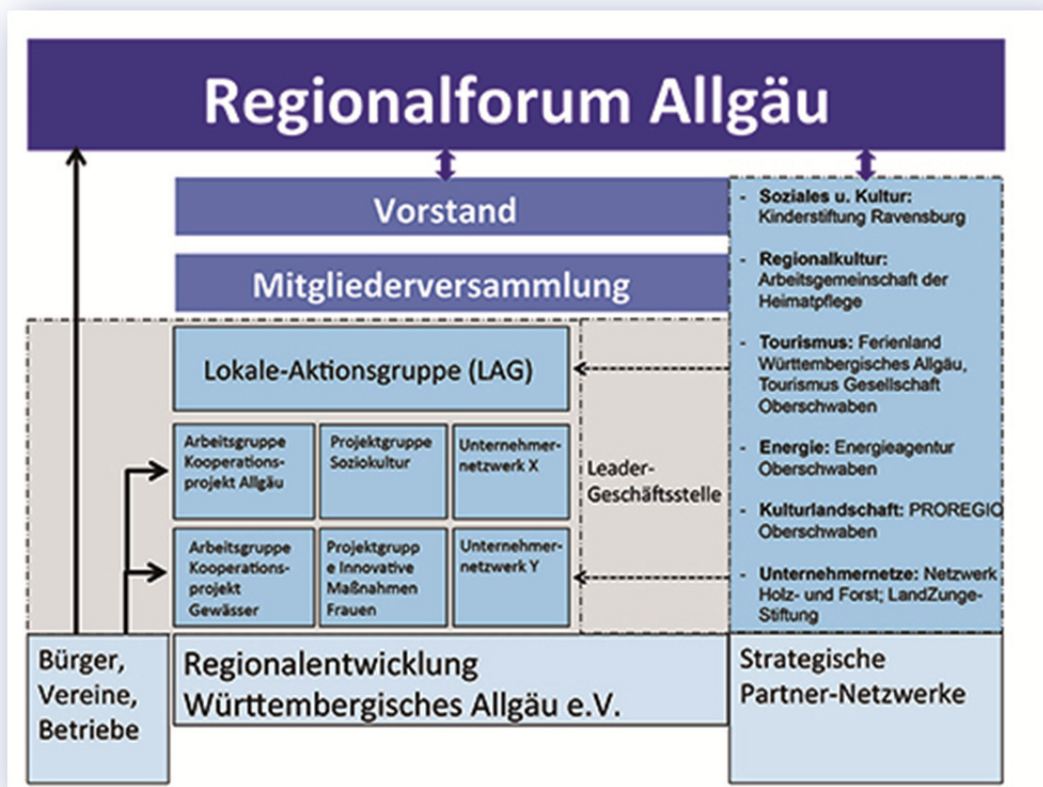 Regionalforum Allgäu
Vorstand
Mitgliederversammlung
Lokale-Aktionsgruppe (LAG)
Arbeitsgruppe
Kooperations-
projekt Allgäu
Projektgruppe
Soziokultur
Unternehmer-
netzwerk X
Arbeitsgruppe
Kooperations-
projekt
Gewässer
Projektgrupp
e Innovative
Maßnahmen
Frauen
Unternehmer-
netzwerk Y
Leader-
Geschäftsstelle
- Soziales u. Kultur:
Kinderstiftung Ravensburg
- Regionalkultur:
Arbeitsgemeinschaft der
Heimatpflege
- Tourismus: Ferienland
Württembergisches Allgäu,
Tourismus Gesellschaft
Oberschwaben
- Energie: Energieagentur
Oberschwaben
- Kulturlandschaft: PROREGIO
Oberschwaben
- Unternehmernetze: Netzwerk
Holz- und Forst; LandZunge-
Stiftung
Bürger,
Vereine,
Betriebe
Regionalentwicklung
Württembergisches Allgäu e.V.
Strategische
Partner-Netzwerke